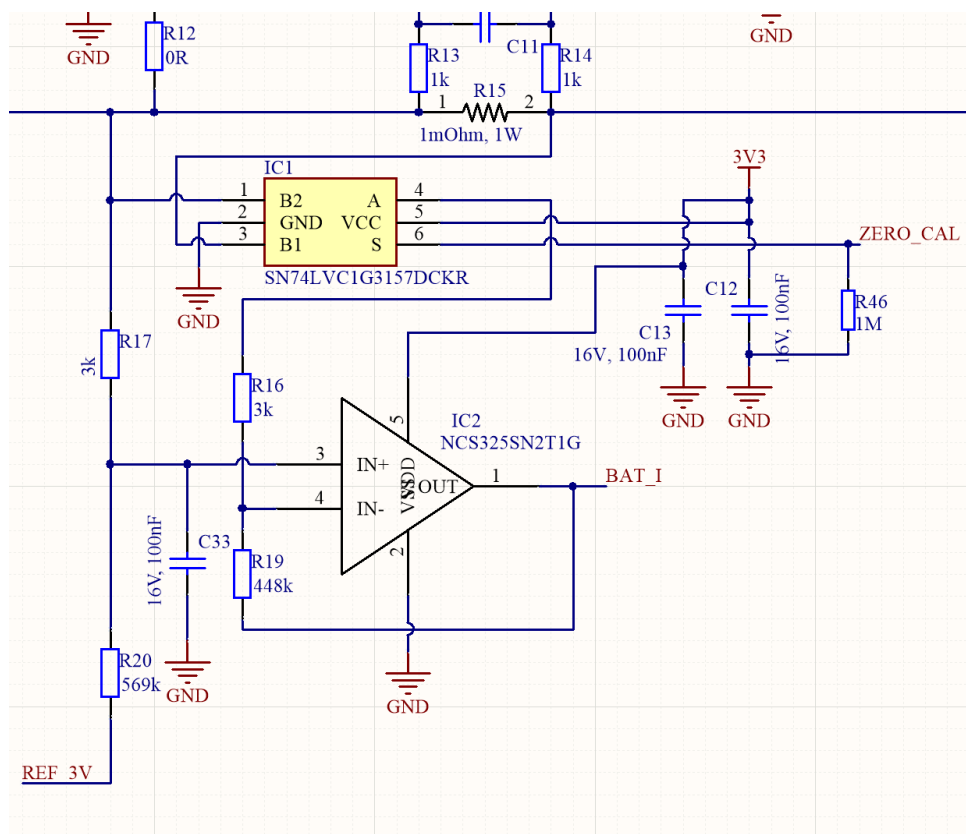 GND
R12
0R
R13
1k
C11
R14
1k
GND
R15
1
2
1mOhm, 1W
IC1
1
B2
A
4
2
GND
VCC
5
3
B1
S
6
SN74LVC1G3157DCKR
GND
3V3
ZERO_CAL
C12
16V, 100nF
R46
1M
C13
16V, 100nF
GND
GND
R17
3k
R16
3k
IC2
NCS325SN2T1G
5
3
IN+
VDD
VSS
OUT
1
BAT_I
4
IN-
2
C33
16V, 100nF
R19
448k
GND
GND
R20
569k
REF_3V